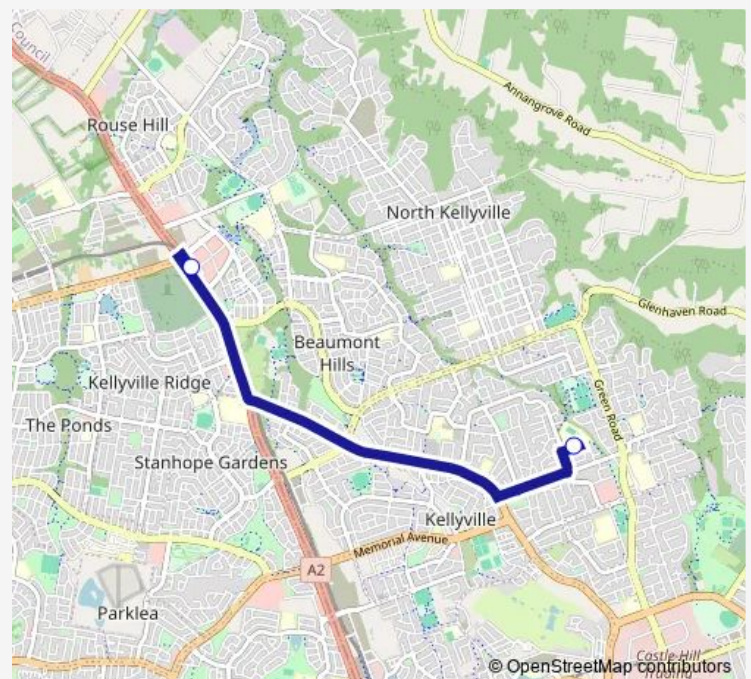 Council
Annangrove Road
Rouse Hill
North Kellyville
Glenhaven Road
Beaumont
Hills
Kellyville Ridge
Green Road
The Ponds
Stanhope Gardens
Kellyville
Memorial Avenue
A2
Parklea
Castle Hill
Trading
© OpenStreetMap contributors